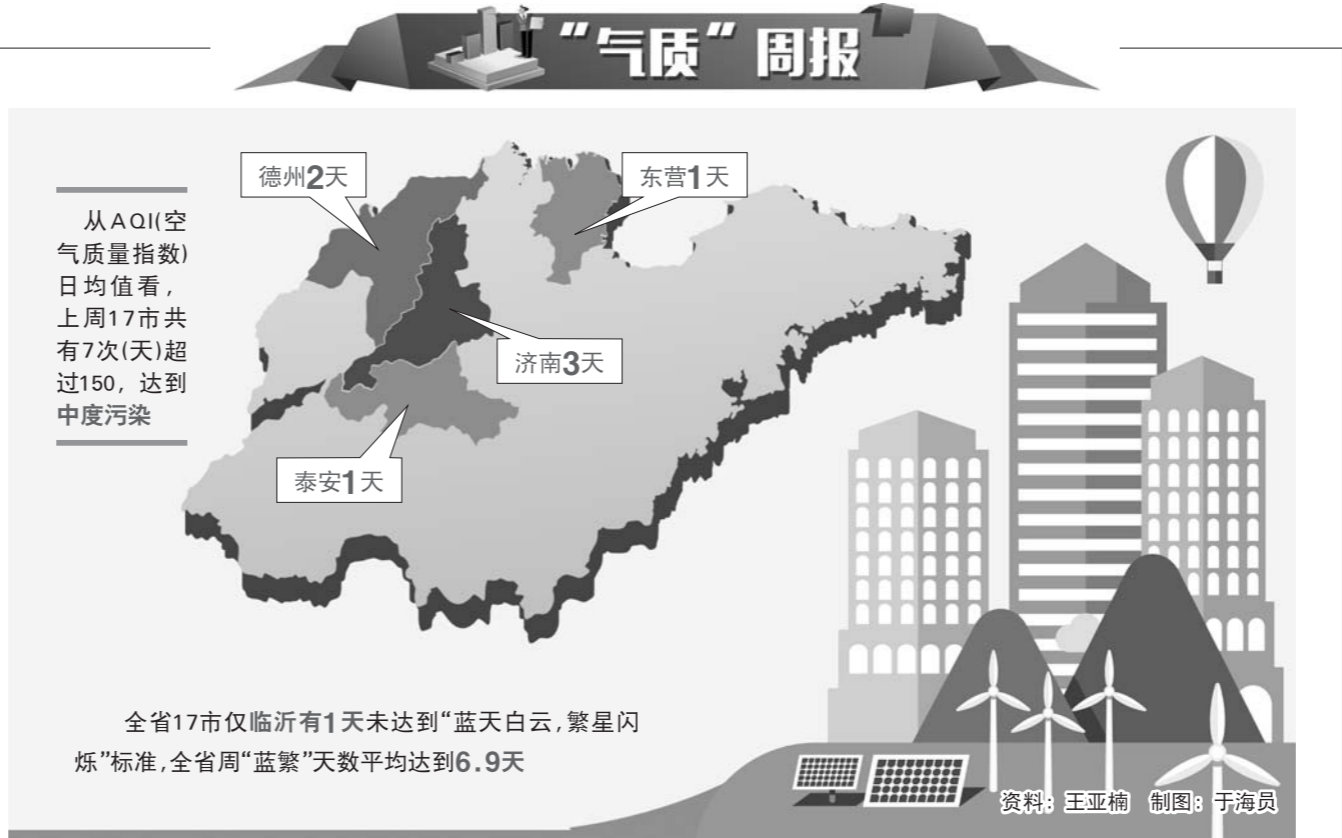 “气质”周报
从AQI(空
气质量指数)
日均值看，
上周17市共
有7次(天)超
过150，达到
中度污染
德州2天
东营1天
济南3天
泰安1天
全省17市仅临沂有1天未达到“蓝天白云,繁星闪
烁”标准,全省周“蓝繁”天数平均达到6.9天
资料：王亚楠 制图：于海员